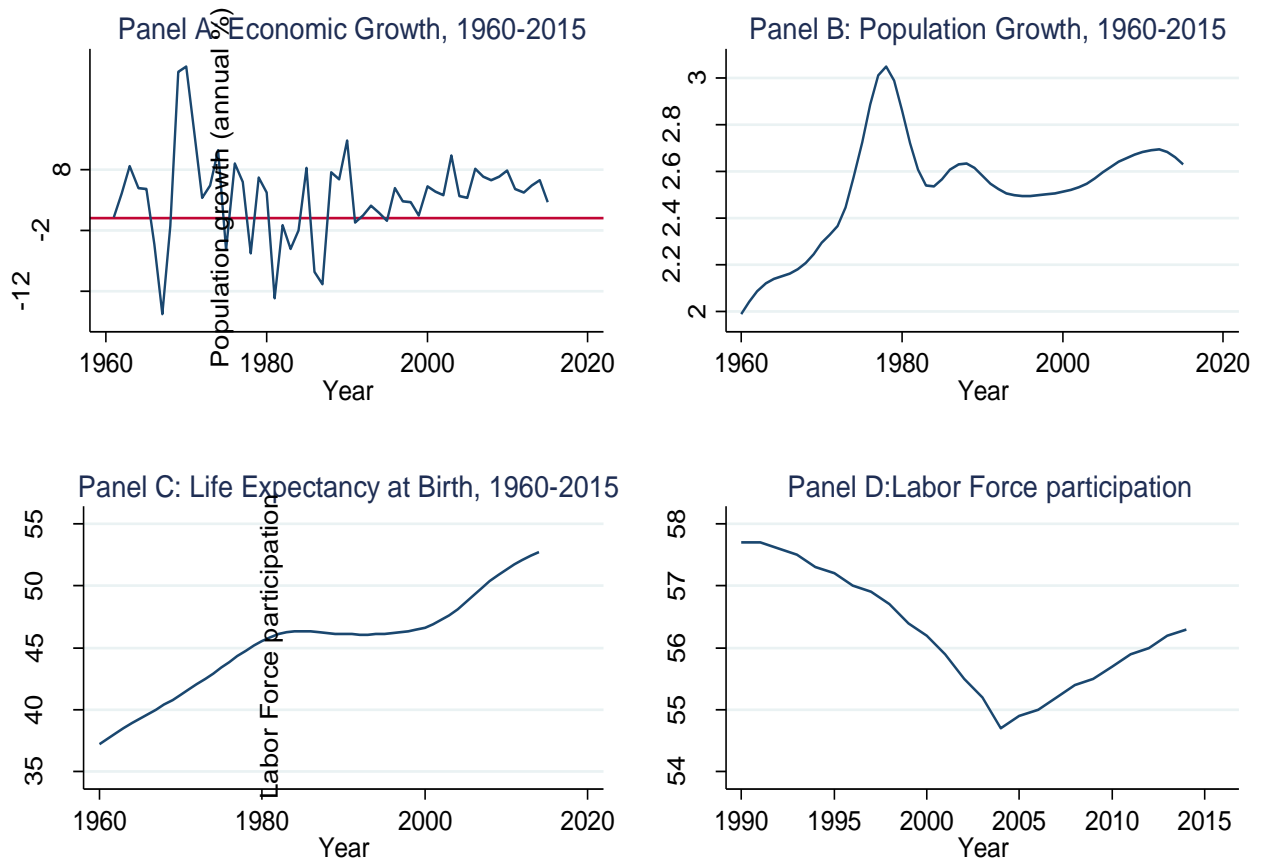 Panel A: Economic Growth, 1960-2015
8
-2
-12
1960 1980 2000 2020
Year
Population growth (annual %)
Panel B: Population Growth, 1960-2015
3
2.8
2.6
2.4
2.2
2
1960 1980 2000 2020
Year
Panel C: Life Expectancy at Birth, 1960-2015
55
50
45
40
35
1960 1980 2000 2020
Year
Labor Force participation
Panel D:Labor Force participation
58
57
56
55
54
1990 1995 2000 2005 2010 2015
Year